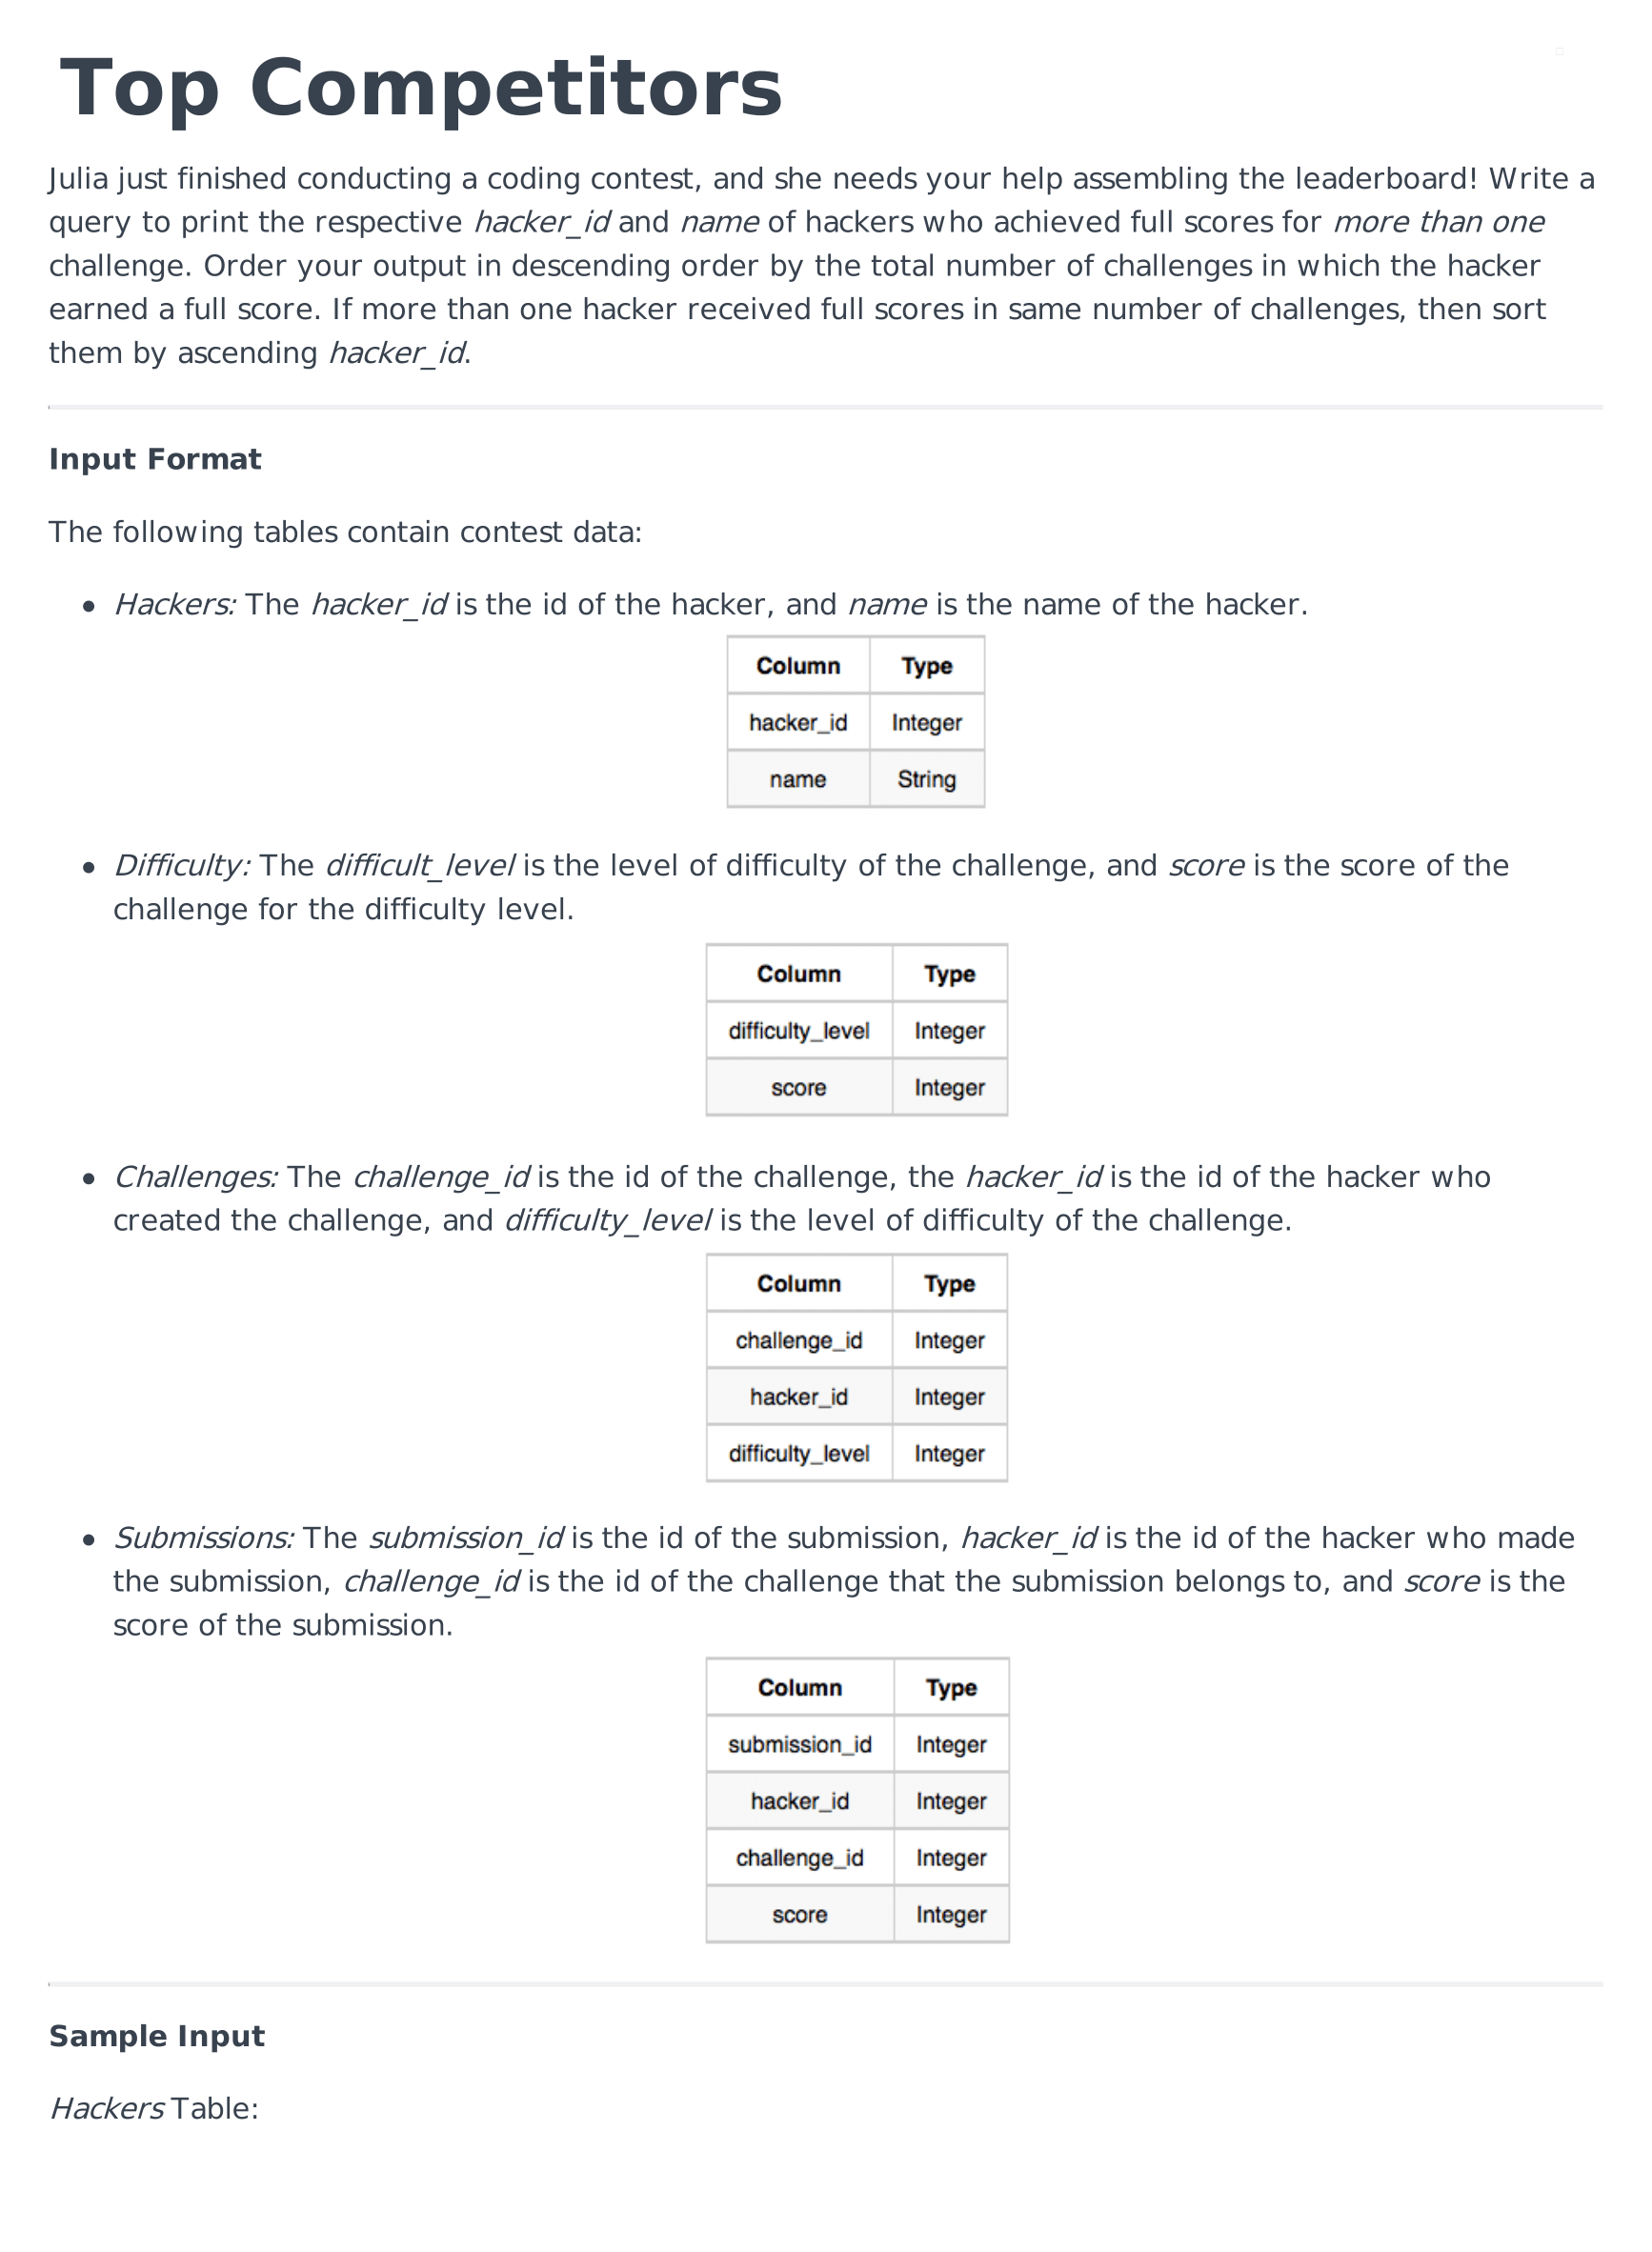 Top Competitors
Julia just finished conducting a coding contest, and she needs your help assembling the leaderboard! Write a
query to print the respective hacker_id and name of hackers who achieved full scores for more than one
challenge. Order your output in descending order by the total number of challenges in which the hacker
earned a full score. If more than one hacker received full scores in same number of challenges, then sort
them by ascending hacker_id.
Input Format
The following tables contain contest data:
• Hackers: The hacker_id is the id of the hacker, and name is the name of the hacker.
Column Type
hacker_id Integer
name String
• Difficulty: The difficult_level is the level of difficulty of the challenge, and score is the score of the
challenge for the difficulty level.
Column Type
difficulty_level Integer
score Integer
• Challenges: The challenge_id is the id of the challenge, the hacker_id is the id of the hacker who
created the challenge, and difficulty_level is the level of difficulty of the challenge.
Column Type
challenge_id Integer
hacker_id Integer
difficulty_level Integer
• Submissions: The submission_id is the id of the submission, hacker_id is the id of the hacker who made
the submission, challenge_id is the id of the challenge that the submission belongs to, and score is the
score of the submission.
Column Type
submission_id Integer
hacker_id Integer
challenge_id Integer
score Integer
Sample Input
Hackers Table: